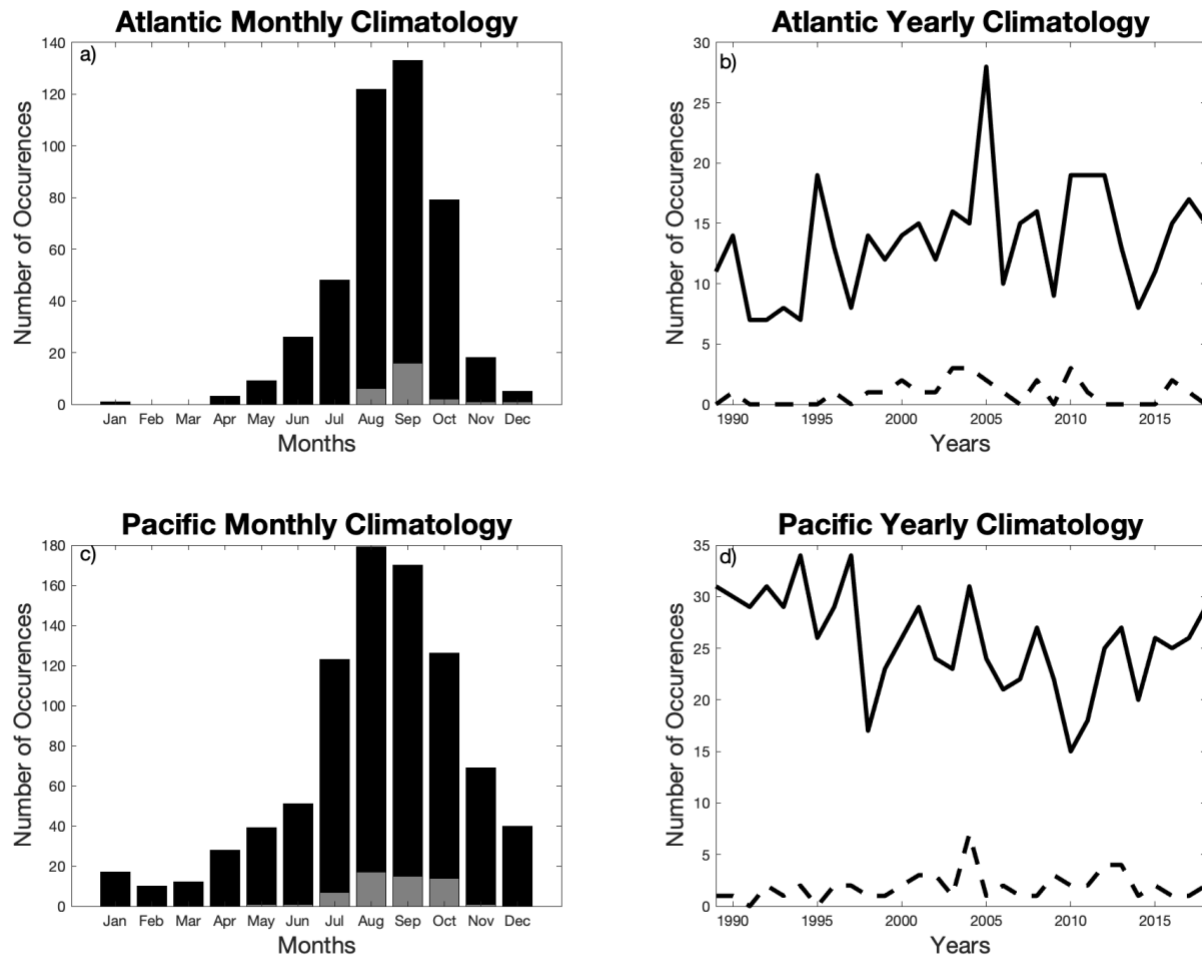 Atlantic Monthly Climatology
a)
140
120
100
80
60
40
20
0
Number of Occurences
Jan Feb Mar Apr May Jun Jul Aug Sep Oct Nov Dec
Months
Atlantic Yearly Climatology
b)
30
25
20
15
10
5
0
Number of Occurences
1990 1995 2000 2005 2010 2015
Years
Pacific Monthly Climatology
c)
180
160
140
120
100
80
60
40
20
0
Number of Occurences
Jan Feb Mar Apr May Jun Jul Aug Sep Oct Nov Dec
Months
Pacific Yearly Climatology
d)
35
30
25
20
15
10
5
0
Number of Occurences
1990 1995 2000 2005 2010 2015
Years